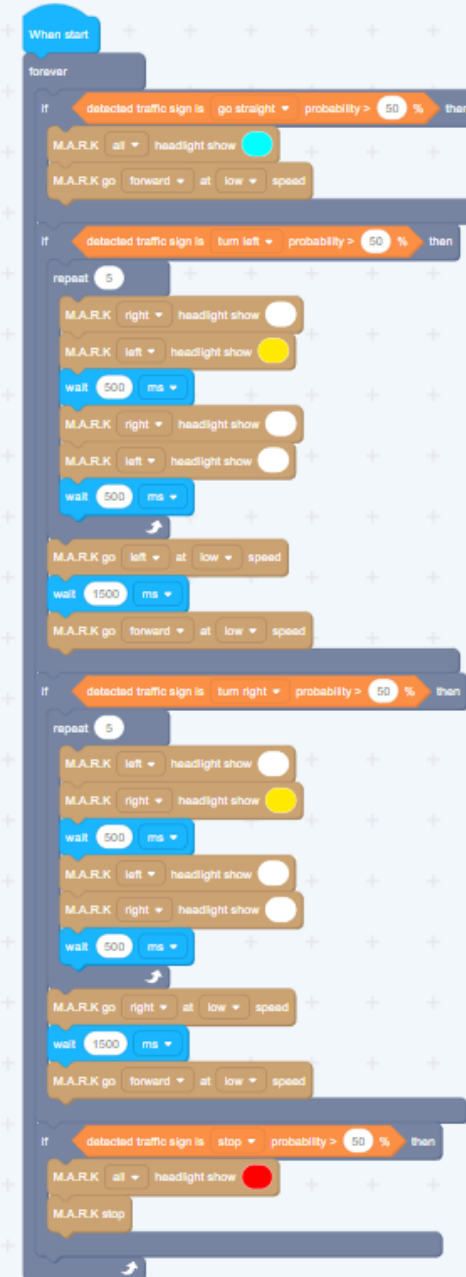 When start
forever
if detected traffic sign is go straight probability > 50 % then
M.A.R.K all headlight show
M.A.R.K go forward at low speed
if detected traffic sign is turn left probability > 50 % then
repeat 5
M.A.R.K right headlight show
M.A.R.K left headlight show
wait 500 ms
M.A.R.K right headlight show
M.A.R.K left headlight show
wait 500 ms
M.A.R.K go left at low speed
wait 1500 ms
M.A.R.K go forward at low speed
if detected traffic sign is turn right probability > 50 % then
repeat 5
M.A.R.K left headlight show
M.A.R.K right headlight show
wait 500 ms
M.A.R.K left headlight show
M.A.R.K right headlight show
wait 500 ms
M.A.R.K go right at low speed
wait 1500 ms
M.A.R.K go forward at low speed
if detected traffic sign is stop probability > 50 % then
M.A.R.K all headlight show
M.A.R.K stop